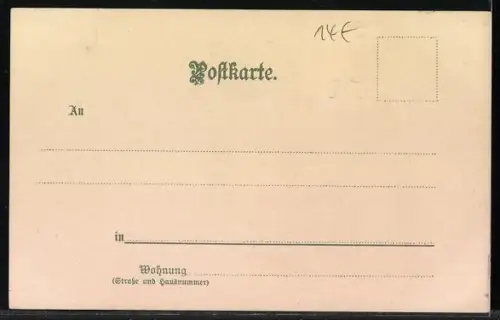 14€
Postkarte.
An
in
Wohnung
(Straße und Hausnummer)